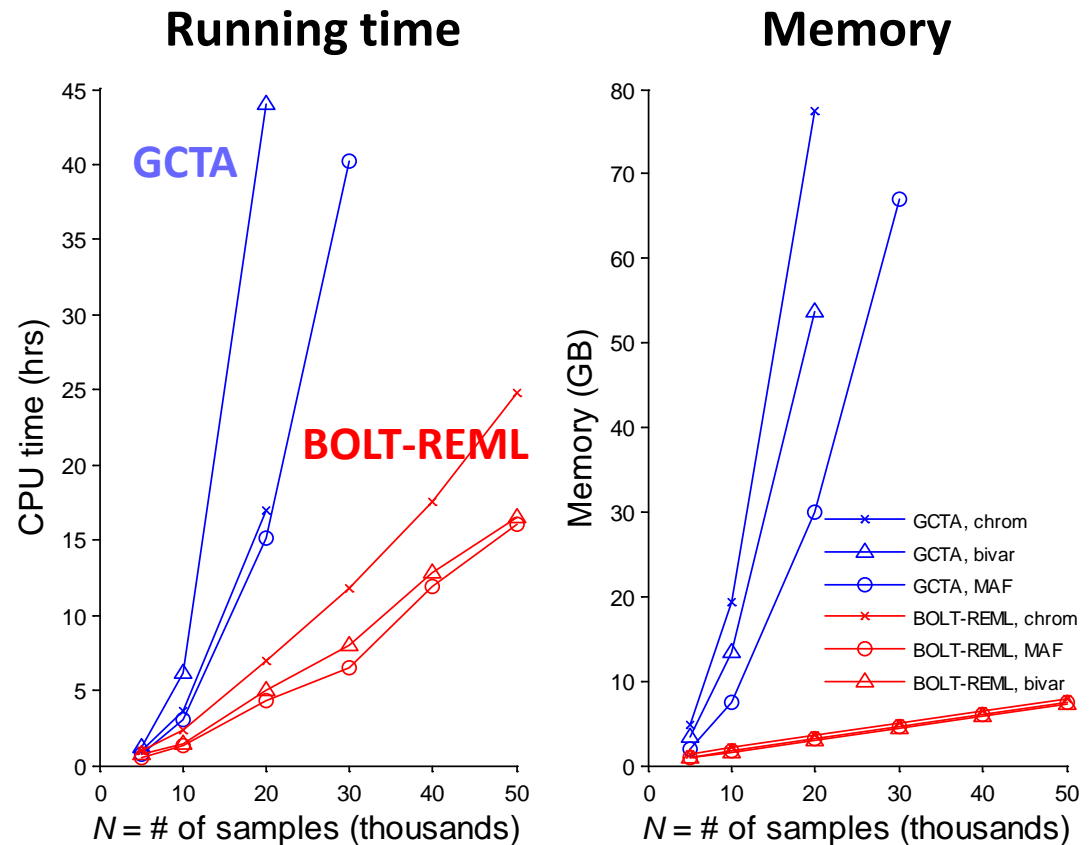 Running time
Memory
45
40
35
30
25
20
15
10
5
0
CPU time (hrs)
GCTA
BOLT-REML
0
10
20
30
40
50
N = # of samples (thousands)
80
70
60
50
40
30
20
10
0
Memory (GB)
GCTA, chrom
GCTA, bivar
GCTA, MAF
BOLT-REML, chrom
BOLT-REML, MAF
BOLT-REML, bivar
0
10
20
30
40
50
N = # of samples (thousands)